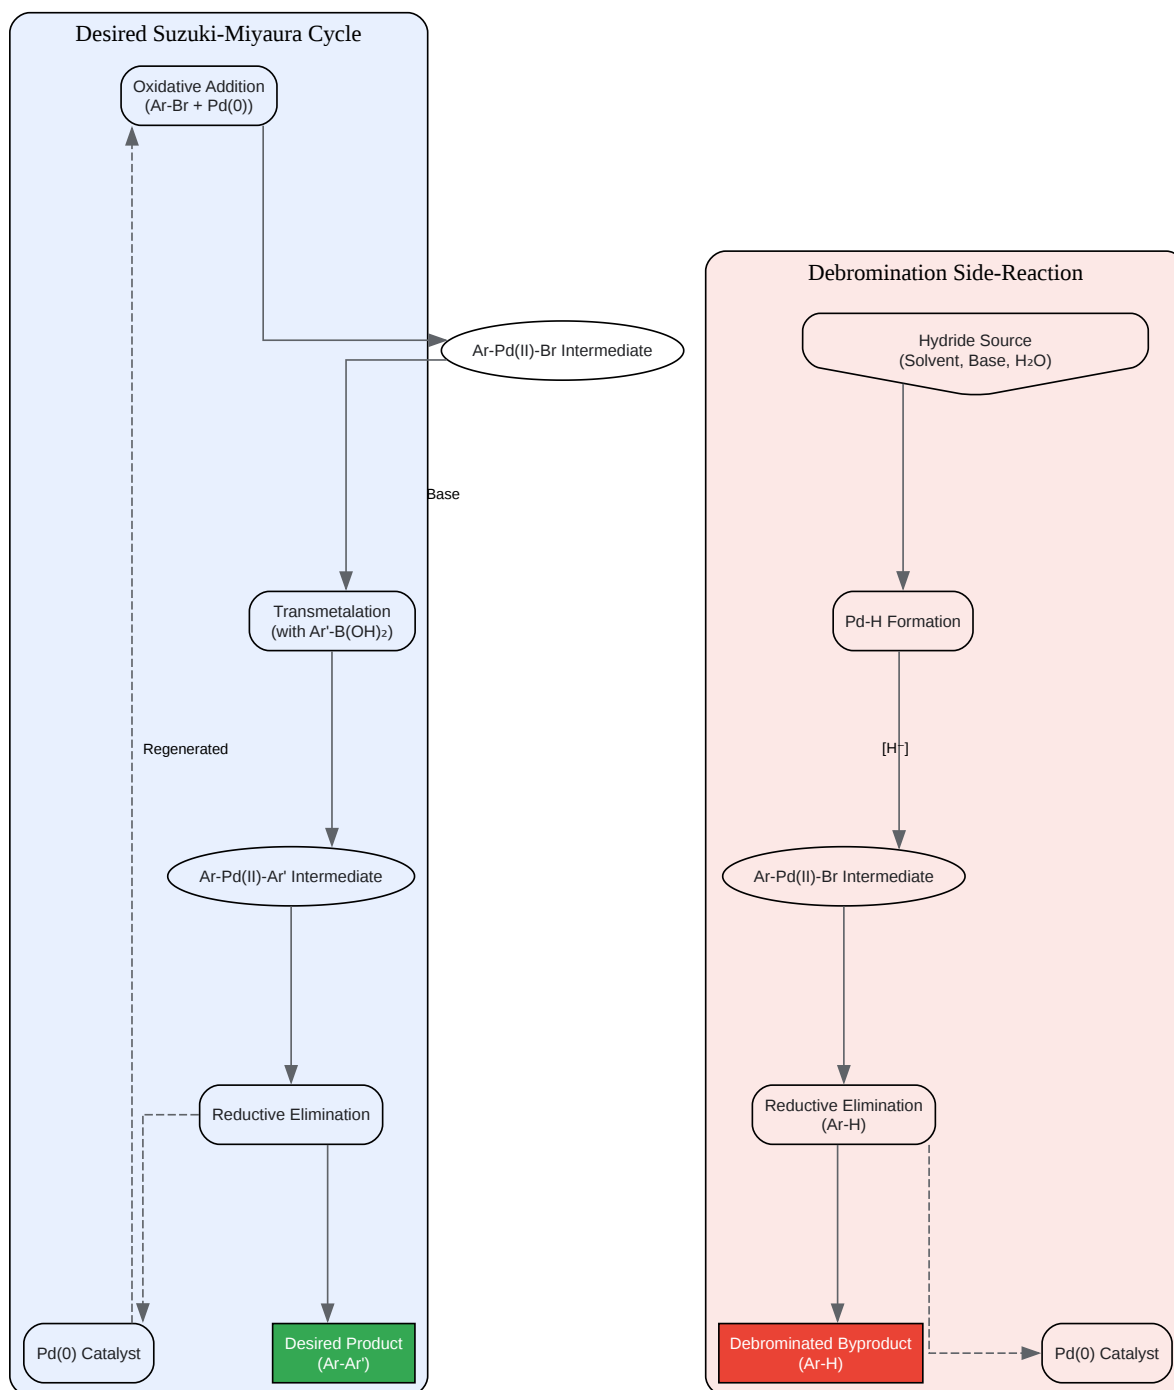 Desired Suzuki-Miyaura Cycle
Oxidative Addition
(Ar-Br + Pd(0))
Ar-Pd(II)-Br Intermediate
Base
Transmetalation
(with Ar'-B(OH)₂)
Regenerated
Ar-Pd(II)-Ar' Intermediate
Reductive Elimination
Pd(0) Catalyst
Desired Product
(Ar-Ar')
Debromination Side-Reaction
Hydride Source
(Solvent, Base, H₂O)
Pd-H Formation
[H⁻]
Ar-Pd(II)-Br Intermediate
Reductive Elimination
(Ar-H)
Debrominated Byproduct
(Ar-H)
Pd(0) Catalyst